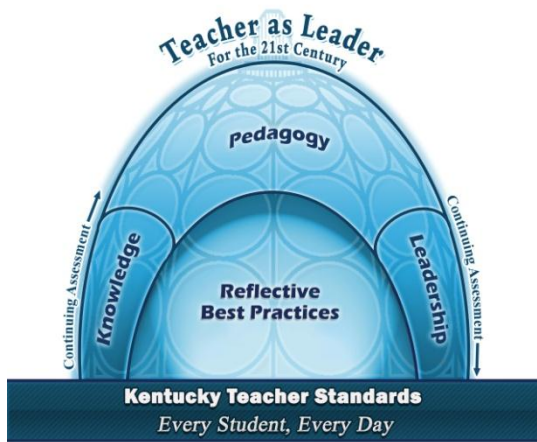 Teacher as Leader
For the 21st Century
Pedagogy
Continuing Assessment
Knowledge
Reflective
Best Practices
Leadership
Continuing Assessment
Kentucky Teacher Standards
Every Student, Every Day